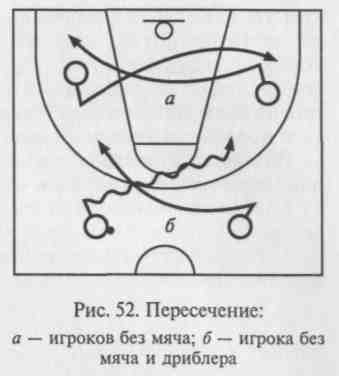 а
б
Рис. 52. Пересечение:
а — игроков без мяча; б — игрока без
мяча и дриблера